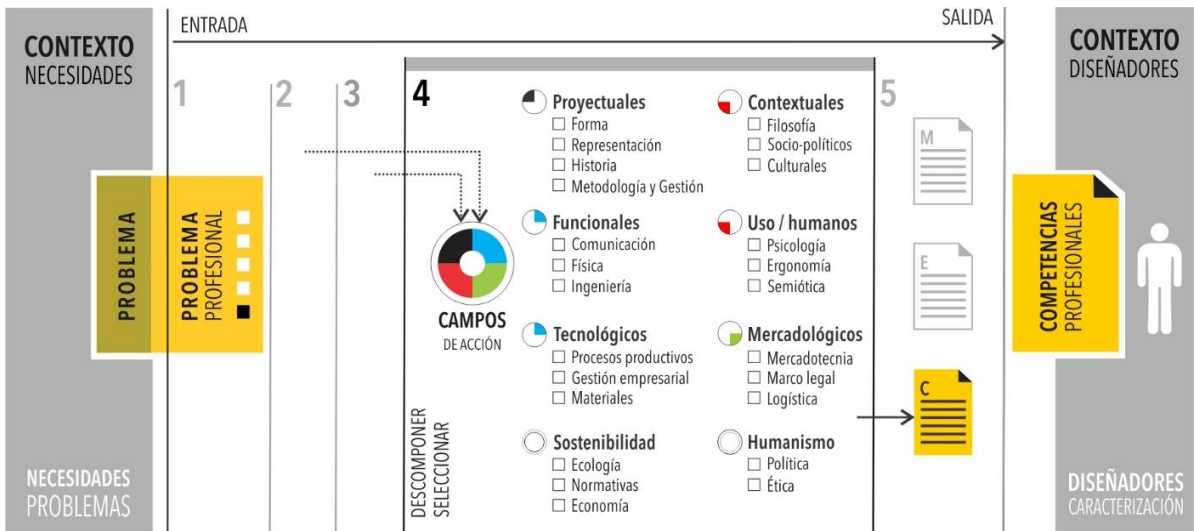 CONTEXTO
NECESIDADES
ENTRADA
SALIDA
CONTEXTO
DISEÑADORES
1
2
3
4
5
PROBLEMA
PROBLEMA
PROFESIONAL
CAMPOS
DE ACCIÓN
DESCOMPONER
SELECCIONAR
Proyectuales
Forma
Representación
Historia
Metodología y Gestión
Contextuales
Filosofía
Socio-políticos
Culturales
Funcionales
Comunicación
Física
Ingeniería
Uso / humanos
Psicología
Ergonomía
Semiótica
Tecnológicos
Procesos productivos
Gestión empresarial
Materiales
Mercadológicos
Mercadotecnia
Marco legal
Logística
Sostenibilidad
Ecología
Normativas
Economía
Humanismo
Política
Ética
M
E
C
COMPETENCIAS
PROFESIONALES
NECESIDADES
PROBLEMAS
DISEÑADORES
CARACTERIZACIÓN